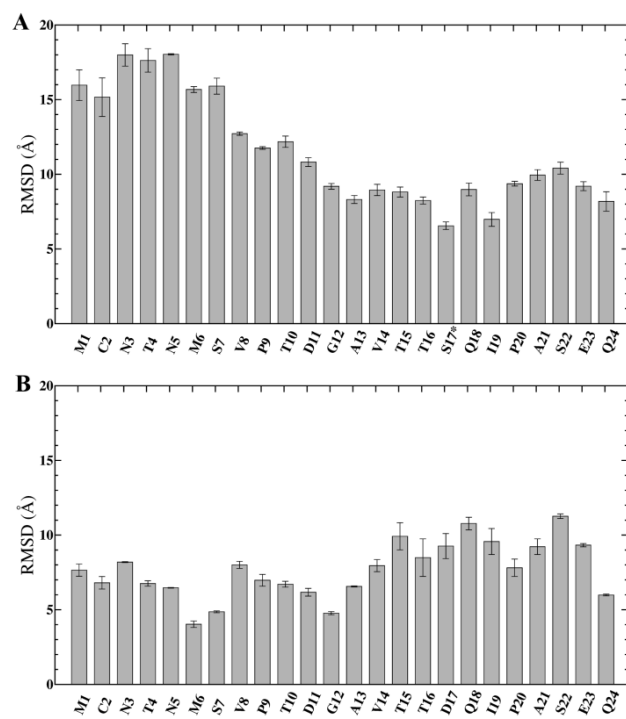 A
20
15
10
5
0
RMSD (Å)
M1 C2 N3 T4 N5 M6 S7 V8 P9 T10 D11 G12 A13 V14 T15 T16 S17* Q18 I19 P20 A21 S22 E23 Q24
B
20
15
10
5
0
RMSD (Å)
M1 C2 N3 T4 N5 M6 S7 V8 P9 T10 D11 G12 A13 V14 T15 T16 D17 Q18 I19 P20 A21 S22 E23 Q24